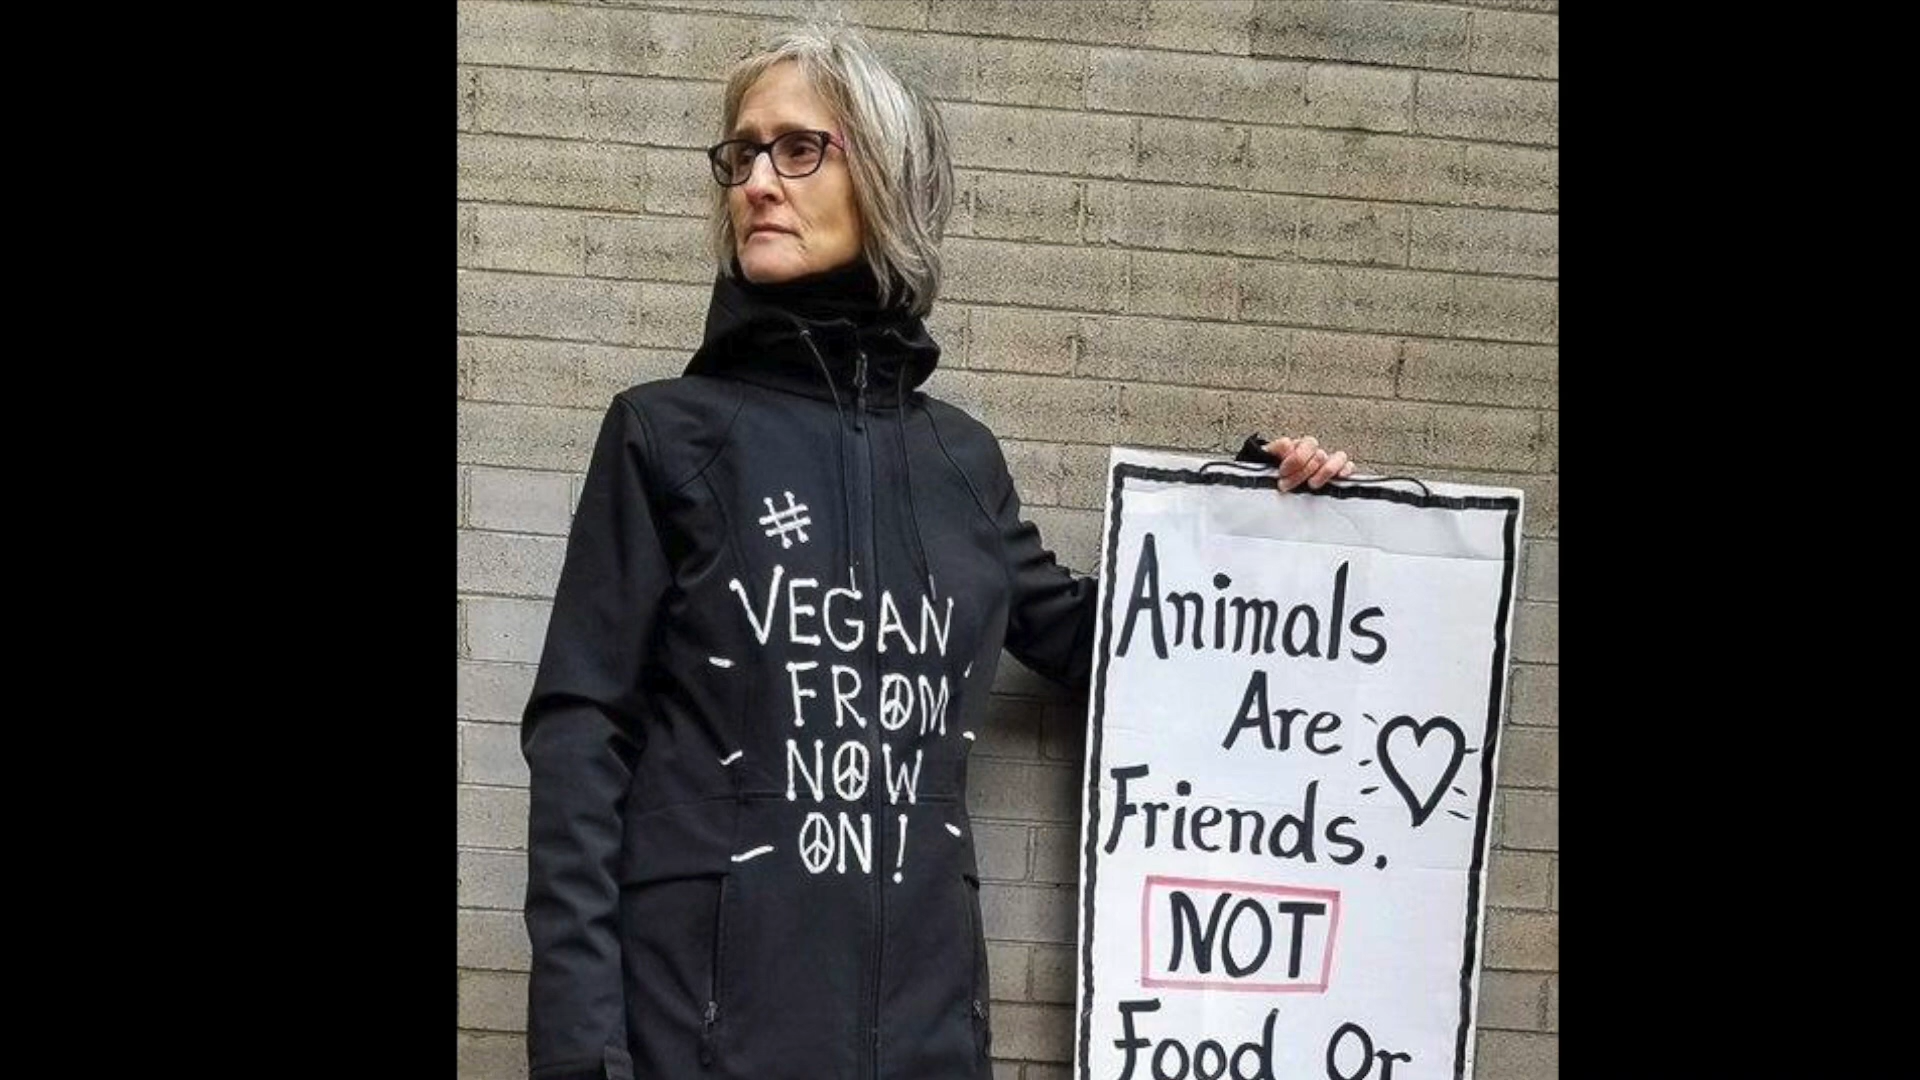 #
VEGAN
FROM
NOW
ON!
Animals
Are
Friends.
NOT
Food Or